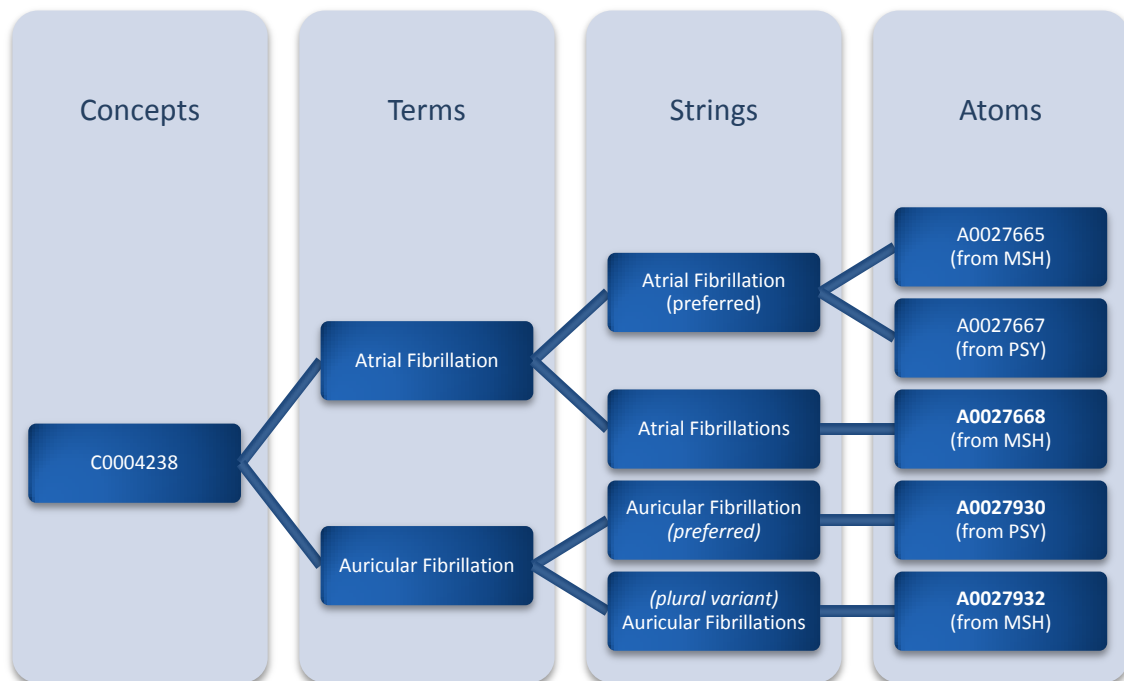 Concepts
Terms
Strings
Atoms
C0004238
Atrial Fibrillation
Auricular Fibrillation
Atrial Fibrillation
(preferred)
Atrial Fibrillations
Auricular Fibrillation
(preferred)
(plural variant)
Auricular Fibrillations
A0027665
(from MSH)
A0027667
(from PSY)
A0027668
(from MSH)
A0027930
(from PSY)
A0027932
(from MSH)